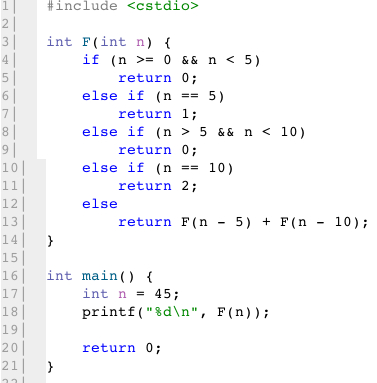 1| #include <cstdio>
2|
3| int F(int n) {
4|     if (n >= 0 && n < 5)
5|         return 0;
6|     else if (n == 5)
7|         return 1;
8|     else if (n > 5 && n < 10)
9|         return 0;
10|     else if (n == 10)
11|         return 2;
12|     else
13|         return F(n - 5) + F(n - 10);
14| }
15|
16| int main() {
17|     int n = 45;
18|     printf("%d\n", F(n));
19|
20|     return 0;
21| }